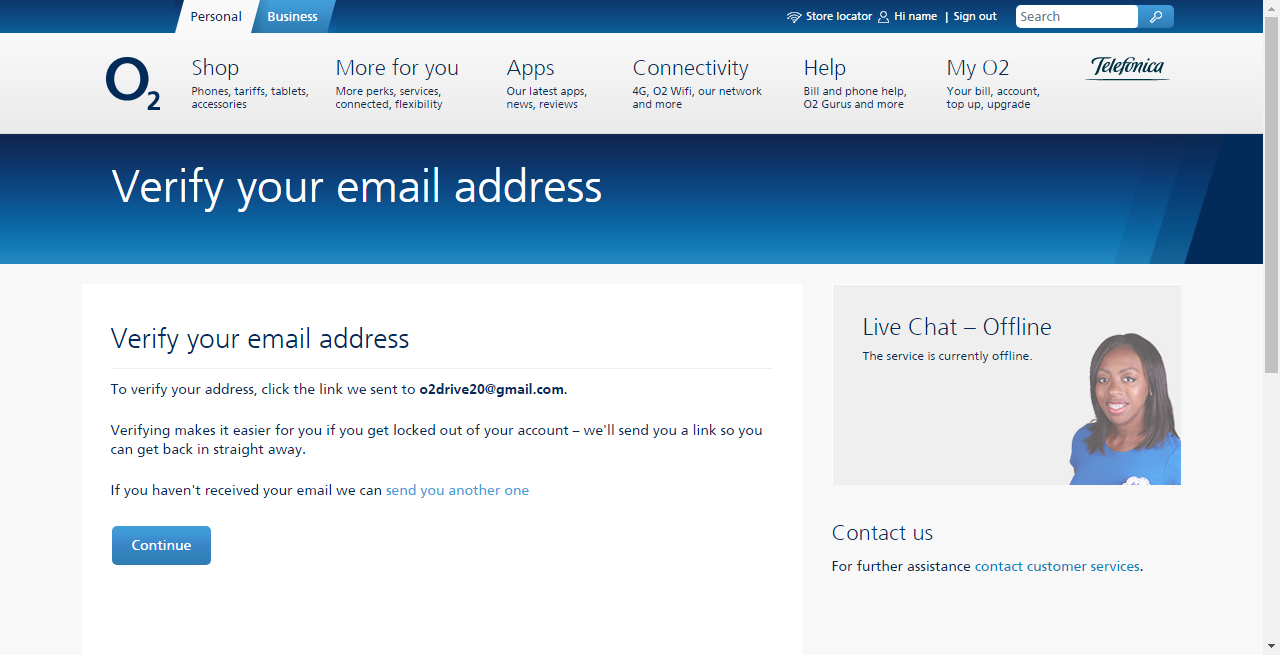 Personal
Business
Store locator
Hi name | Sign out
Search
O2
Shop
Phones, tariffs, tablets,
accessories
More for you
More perks, services,
connected, flexibility
Apps
Our latest apps,
news, reviews
Connectivity
4G, O2 Wifi, our network
and more
Help
Bill and phone help,
O2 Gurus and more
My O2
Your bill, account,
top up, upgrade
Telefónica
Verify your email address
Verify your email address
To verify your address, click the link we sent to o2drive20@gmail.com.
Verifying makes it easier for you if you get locked out of your account – we'll send you a link so you
can get back in straight away.
If you haven't received your email we can send you another one
Continue
Live Chat – Offline
The service is currently offline.
Contact us
For further assistance contact customer services.